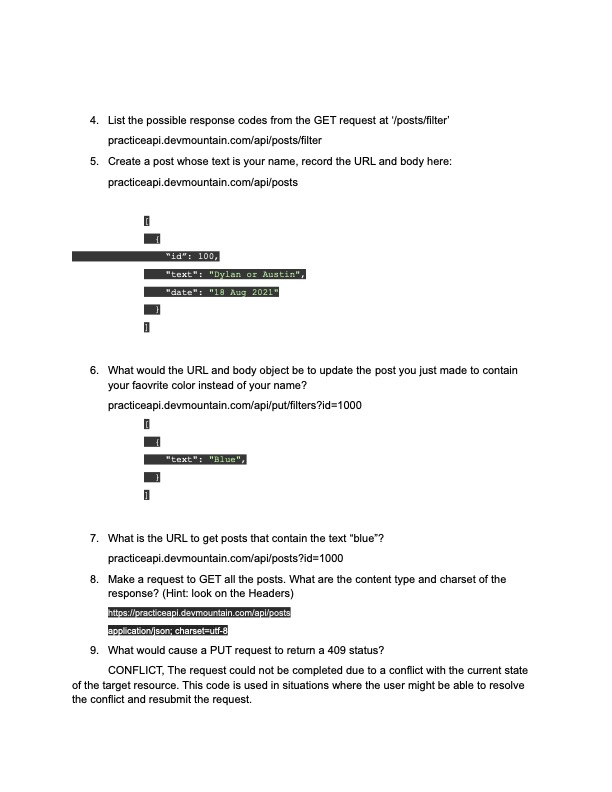 4. List the possible response codes from the GET request at ‘/posts/filter’
practiceapi.devmountain.com/api/posts/filter
5. Create a post whose text is your name, record the URL and body here:
practiceapi.devmountain.com/api/posts
[
{
“id”: 100,
"text": "Dylan or Austin",
"date": "18 Aug 2021"
}
]
6. What would the URL and body object be to update the post you just made to contain
your faovrite color instead of your name?
practiceapi.devmountain.com/api/put/filters?id=1000
[
{
"text": "Blue",
}
]
7. What is the URL to get posts that contain the text “blue”?
practiceapi.devmountain.com/api/posts?id=1000
8. Make a request to GET all the posts. What are the content type and charset of the
response? (Hint: look on the Headers)
https://practiceapi.devmountain.com/api/posts
application/json; charset=utf-8
9. What would cause a PUT request to return a 409 status?
CONFLICT, The request could not be completed due to a conflict with the current state
of the target resource. This code is used in situations where the user might be able to resolve
the conflict and resubmit the request.